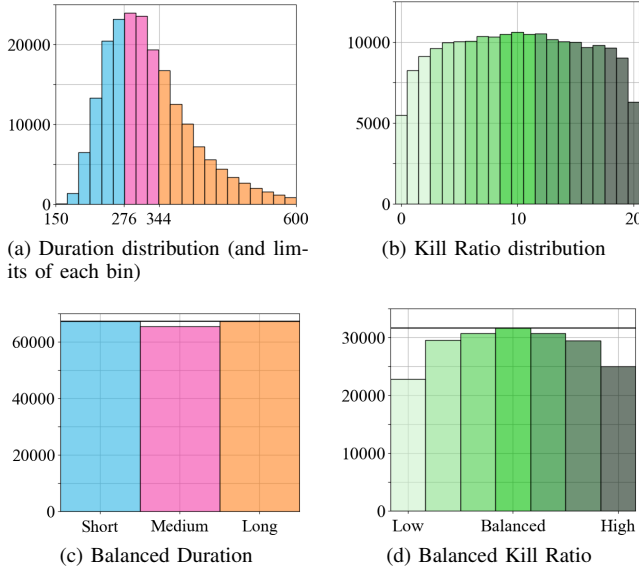 20000
10000
0
150
276
344
600
(a) Duration distribution (and lim-
its of each bin)
10000
5000
0
0
10
20
(b) Kill Ratio distribution
60000
40000
20000
0
Short
Medium
Long
(c) Balanced Duration
30000
20000
10000
0
Low
Balanced
High
(d) Balanced Kill Ratio